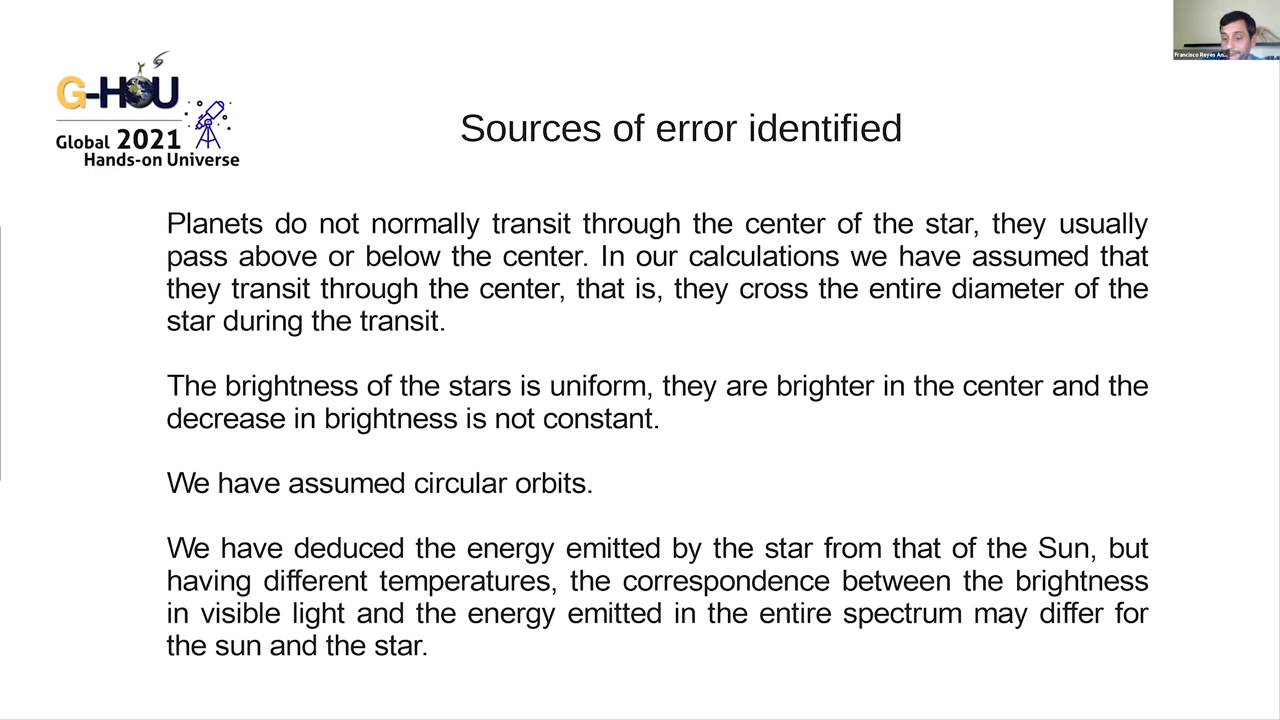 Francisco Reyes An...
G-HOU
Global 2021
Hands-on Universe
Sources of error identified
Planets do not normally transit through the center of the star, they usually
pass above or below the center. In our calculations we have assumed that
they transit through the center, that is, they cross the entire diameter of the
star during the transit.
The brightness of the stars is uniform, they are brighter in the center and the
decrease in brightness is not constant.
We have assumed circular orbits.
We have deduced the energy emitted by the star from that of the Sun, but
having different temperatures, the correspondence between the brightness
in visible light and the energy emitted in the entire spectrum may differ for
the sun and the star.